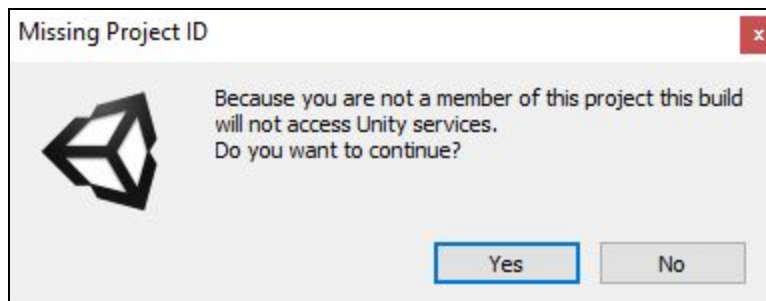 Missing Project ID
x
Because you are not a member of this project this build
will not access Unity services.
Do you want to continue?
Yes
No